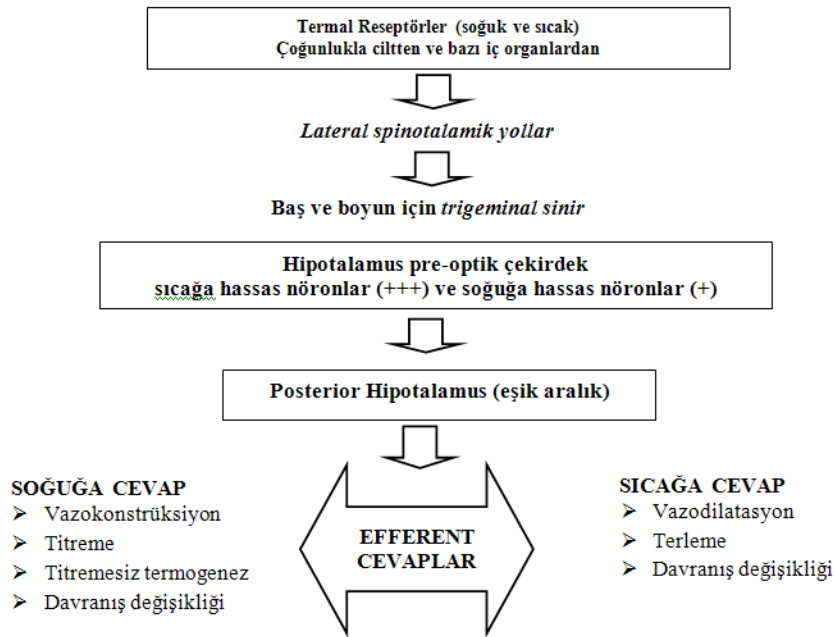 Termal Reseptörler (soğuk ve sıcak)
Çoğunlukla ciltten ve bazı iç organlardan
Lateral spinotalamik yollar
Baş ve boyun için trigeminal sinir
Hipotalamus pre-optik çekirdek
sıcağa hassas nöronlar (+++) ve soğuğa hassas nöronlar (+)
Posterior Hipotalamus (eşik aralık)
SOĞUĞA CEVAP
➢ Vazokonstrüksiyon
➢ Titreme
➢ Titremesiz termogenez
➢ Davranış değişikliği
EFFERENT
CEVAPLAR
SICAĞA CEVAP
➢ Vazodilatasyon
➢ Terleme
➢ Davranış değişikliği